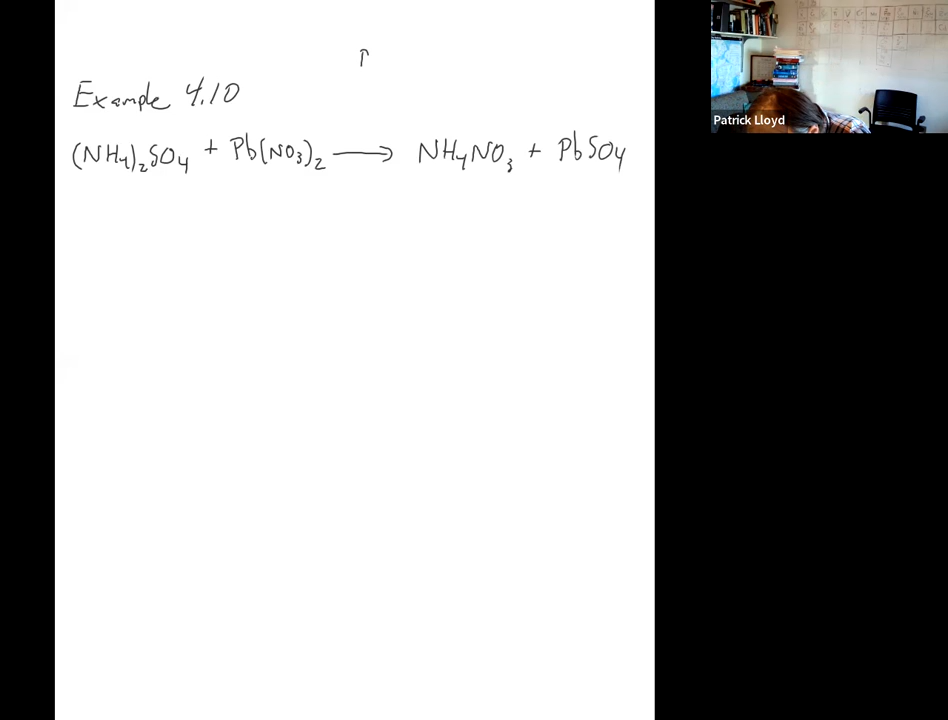 Example 4.10
(NH₄)₂SO₄ + Pb(NO₃)₂ ⟶ NH₄NO₃ + PbSO₄
Patrick Lloyd